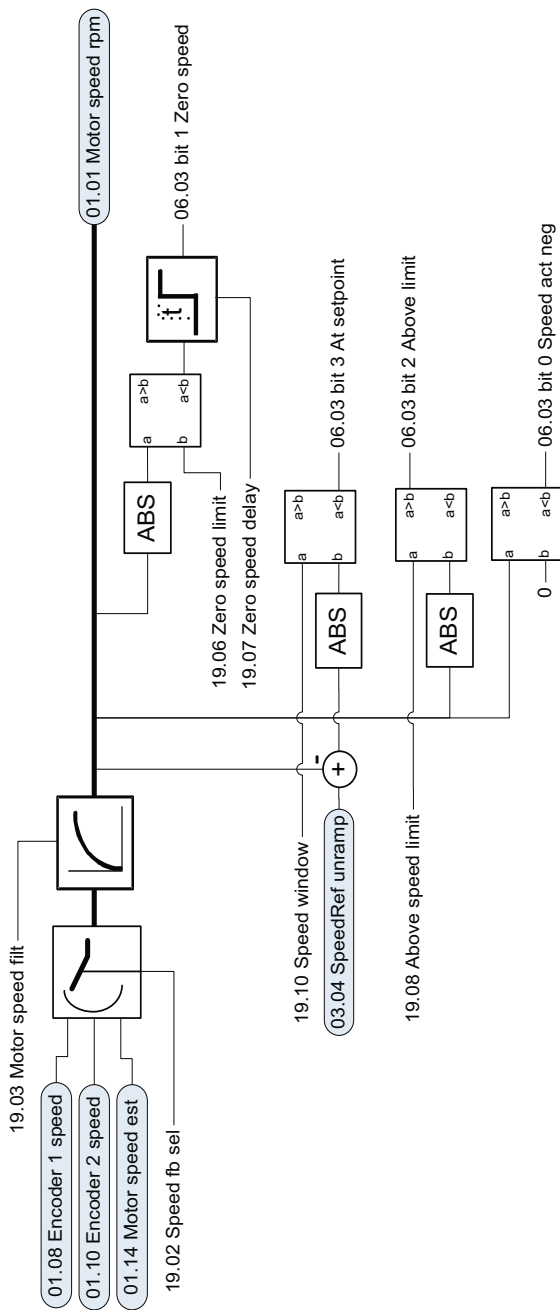 19.03 Motor speed filt
01.08 Encoder 1 speed
01.10 Encoder 2 speed
01.14 Motor speed est
19.02 Speed fb sel
01.01 Motor speed rpm
ABS
a
b
a>b
a<b
t
06.03 bit 1 Zero speed
19.06 Zero speed limit
19.07 Zero speed delay
19.10 Speed window
03.04 SpeedRef unramp
+
-
ABS
a
b
a>b
a<b
06.03 bit 3 At setpoint
19.08 Above speed limit
ABS
a
b
a>b
a<b
06.03 bit 2 Above limit
0
a
b
a>b
a<b
06.03 bit 0 Speed act neg